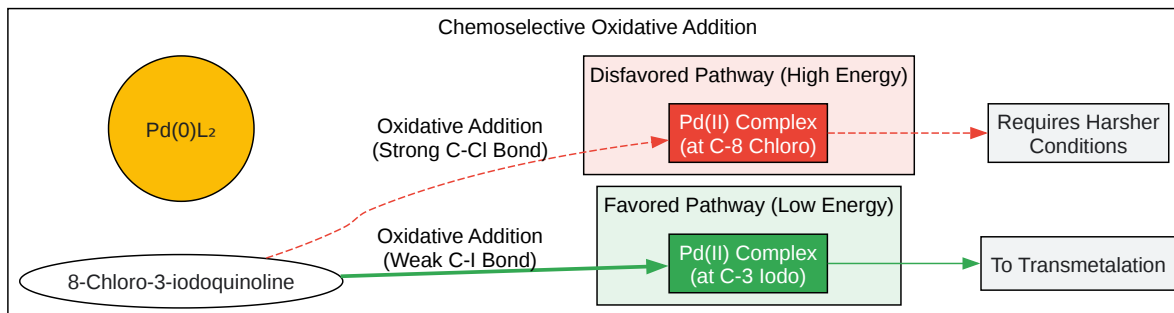 Chemoselective Oxidative Addition
Pd(0)L₂
8-Chloro-3-iodoquinoline
Oxidative Addition
(Strong C-Cl Bond)
Oxidative Addition
(Weak C-I Bond)
Disfavored Pathway (High Energy)
Pd(II) Complex
(at C-8 Chloro)
Requires Harsher
Conditions
Favored Pathway (Low Energy)
Pd(II) Complex
(at C-3 Iodo)
To Transmetalation